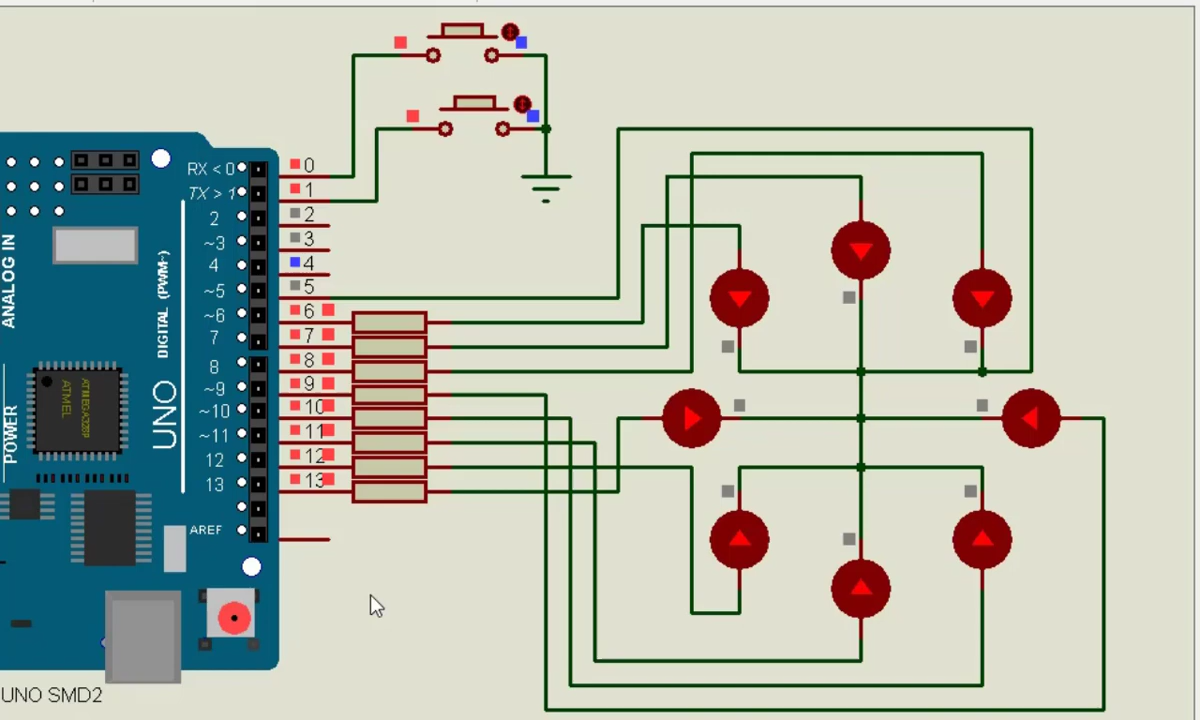 RX < 0
TX > 1
2
~3
4
~5
~6
7
8
~9
~10
~11
12
13
AREF
0
1
2
3
4
5
6
7
8
9
10
11
12
13
ANALOG IN
POWER
DIGITAL (PWM~)
UNO
ATMEL
ATMEGA328P
UNO SMD2